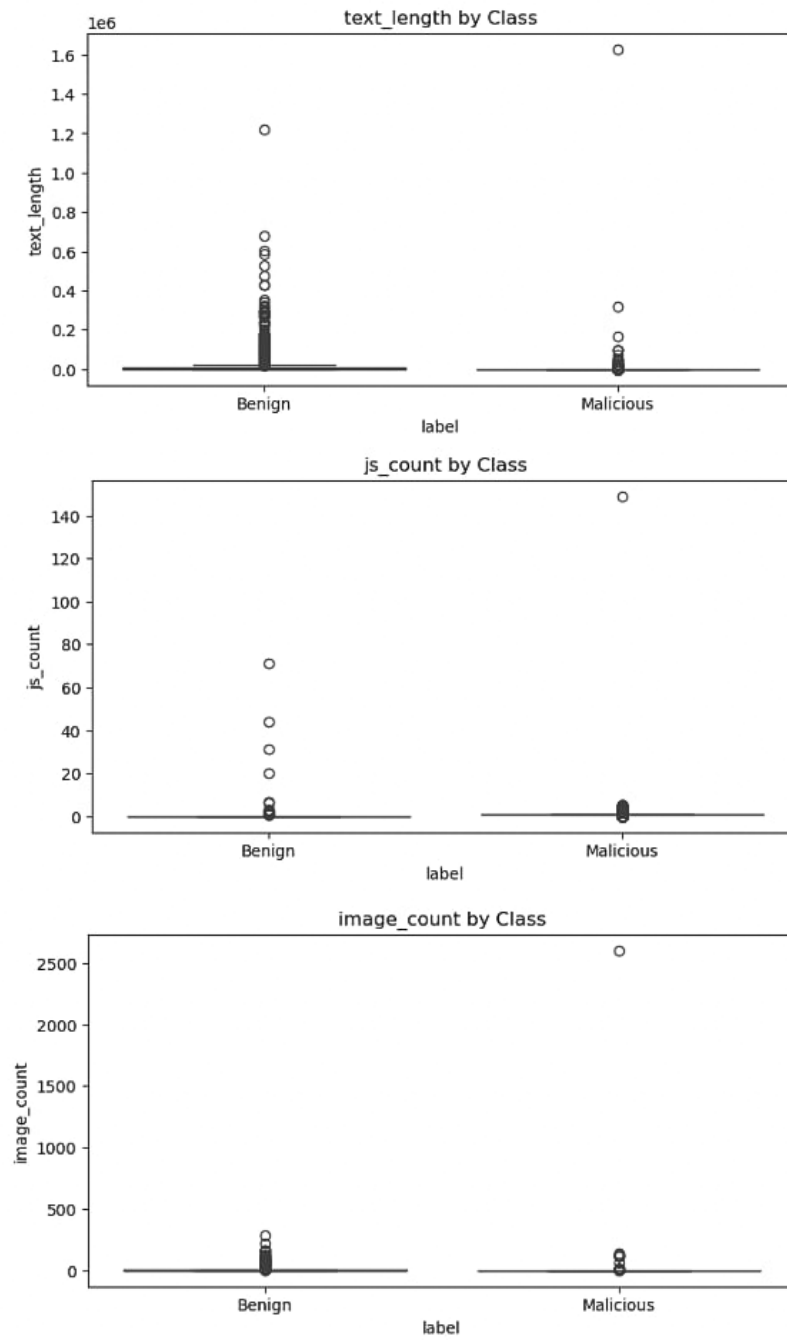 text_length by Class
1e6
1.6
1.4
1.2
1.0
0.8
0.6
0.4
0.2
0.0
text_length
Benign Malicious
label
js_count by Class
140
120
100
80
60
40
20
0
js_count
Benign Malicious
label
image_count by Class
2500
2000
1500
1000
500
0
image_count
Benign Malicious
label